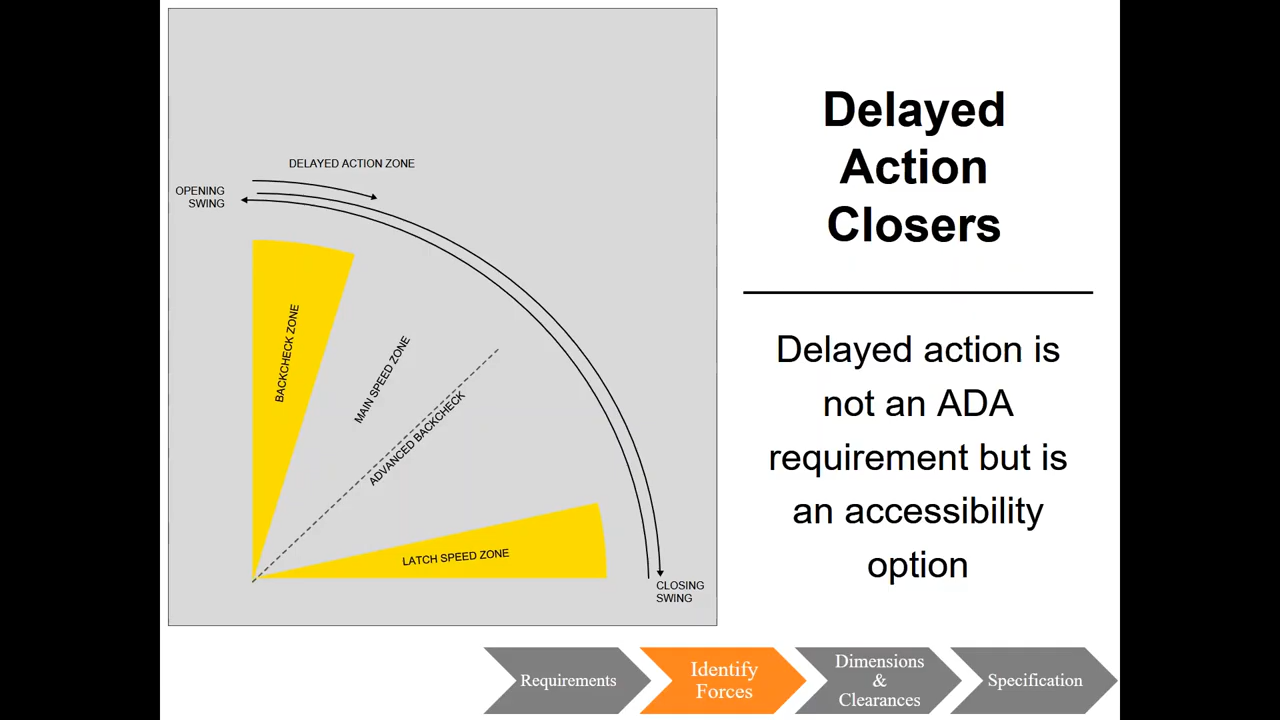 DELAYED ACTION ZONE
OPENING
SWING
BACKCHECK ZONE
MAIN SPEED ZONE
ADVANCED BACKCHECK
LATCH SPEED ZONE
CLOSING
SWING
Delayed
Action
Closers
Delayed action is
not an ADA
requirement but is
an accessibility
option
Requirements
Identify
Forces
Dimensions
&
Clearances
Specification